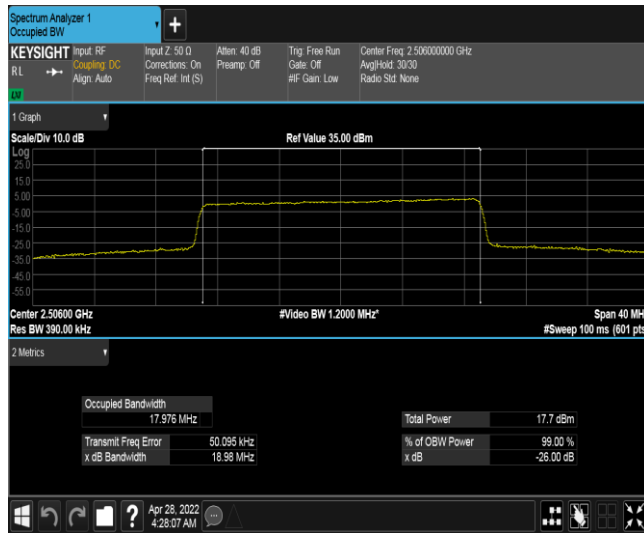 Spectrum Analyzer 1
Occupied BW
+
KEYSIGHT Input: RF Input Z: 50 Ω Atten: 40 dB Trig: Free Run Center Freq: 2.506000000 GHz
RL Coupling: DC Corrections: On Preamp: Off Gate: Off Avg|Hold: 30/30
Align: Auto Freq Ref: Int (S) #IF Gain: Low Radio Std: None
1 Graph
Scale/Div 10.0 dB Ref Value 35.00 dBm
Log
25.0
15.0
5.00
-5.00
-15.0
-25.0
-35.0
-45.0
-55.0
Center 2.50600 GHz #Video BW 1.2000 MHz* Span 40 MH
Res BW 390.00 kHz #Sweep 100 ms (601 pts
2 Metrics
Occupied Bandwidth
17.976 MHz Total Power 17.7 dBm
Transmit Freq Error 50.095 kHz % of OBW Power 99.00 %
x dB Bandwidth 18.98 MHz x dB -26.00 dB
?
Apr 28, 2022
4:28:07 AM